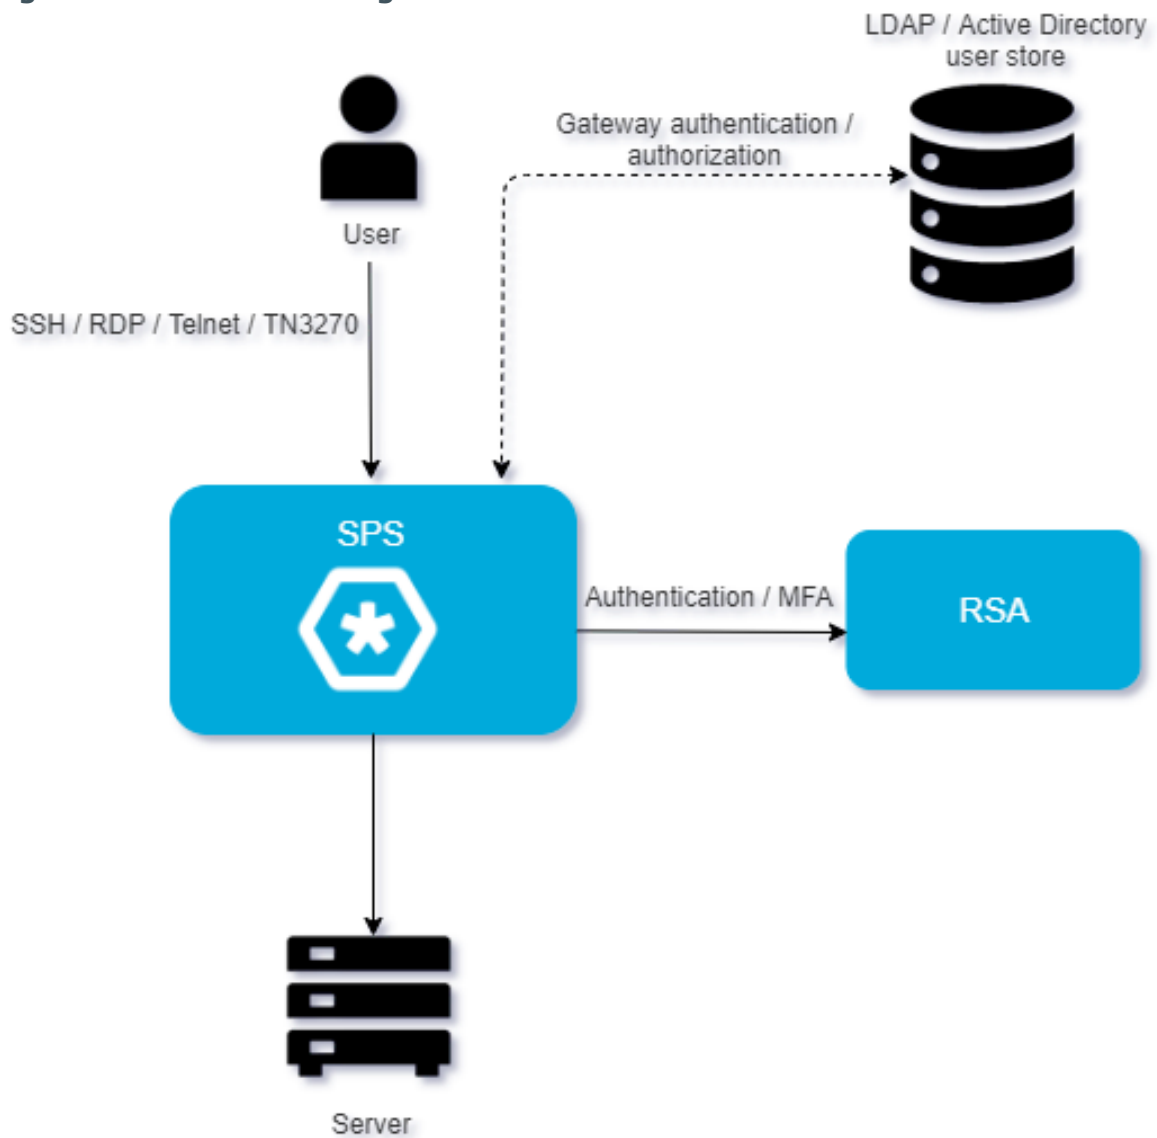 LDAP / Active Directory
user store
Gateway authentication /
authorization
User
SSH / RDP / Telnet / TN3270
SPS
Authentication / MFA
RSA
Server